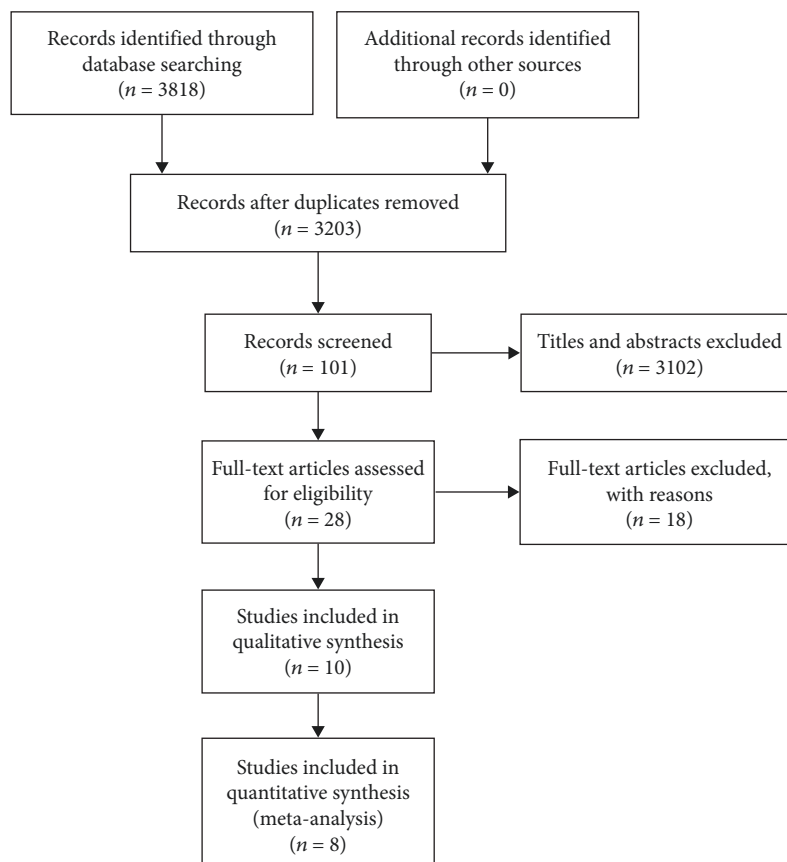 Records identified through
database searching
(n = 3818)
Additional records identified
through other sources
(n = 0)
Records after duplicates removed
(n = 3203)
Records screened
(n = 101)
Titles and abstracts excluded
(n = 3102)
Full-text articles assessed
for eligibility
(n = 28)
Full-text articles excluded,
with reasons
(n = 18)
Studies included in
qualitative synthesis
(n = 10)
Studies included in
quantitative synthesis
(meta-analysis)
(n = 8)